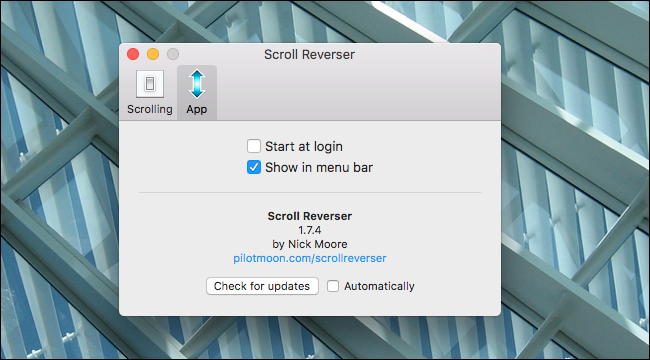 Scroll Reverser
Scrolling
App
Start at login
Show in menu bar
Scroll Reverser
1.7.4
by Nick Moore
pilotmoon.com/scrollreverser
Check for updates
Automatically